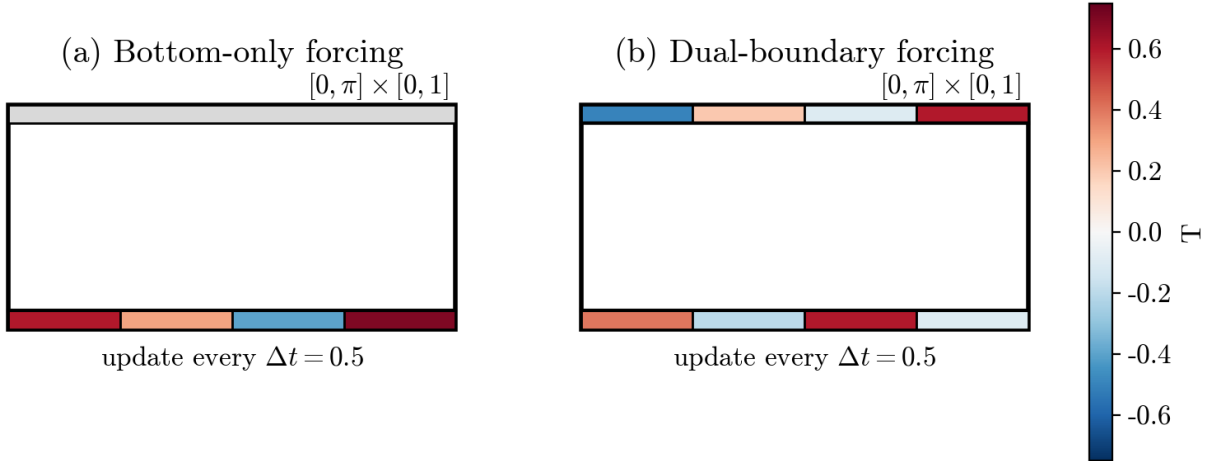 (a) Bottom-only forcing
[0, π] × [0, 1]
update every Δt = 0.5
(b) Dual-boundary forcing
[0, π] × [0, 1]
update every Δt = 0.5
0.6
0.4
0.2
0.0
-0.2
-0.4
-0.6
T